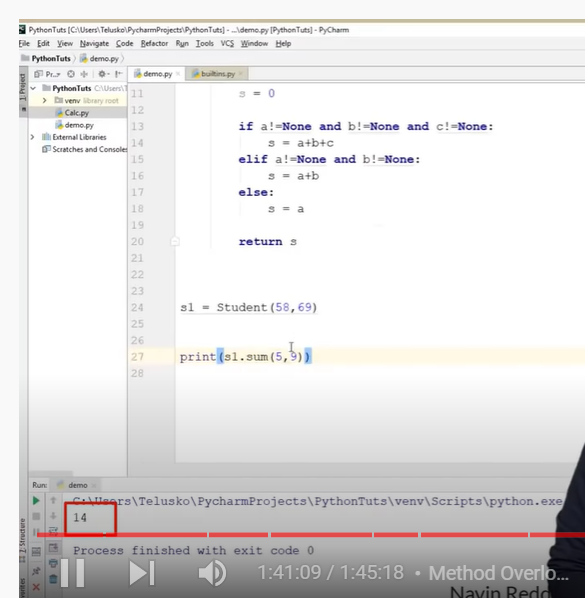 PythonTuts [C:\Users\Telusko\PycharmProjects\PythonTuts] - ...\demo.py [PythonTuts] - PyCharm
File Edit View Navigate Code Refactor Run Tools VCS Window Help
PythonTuts demo.py
1: Project
Pr...
demo.py
builtins.py
PythonTuts C:\Users\T
venv library root
Calc.py
demo.py
External Libraries
Scratches and Consoles
11 s = 0
12
13 if a!=None and b!=None and c!=None:
14 s = a+b+c
15 elif a!=None and b!=None:
16 s = a+b
17 else:
18 s = a
19
20 return s
21
22
23
24 s1 = Student(58,69)
25
26
27 print(s1.sum(5,9))
28
Run: demo
C:\Users\Telusko\PycharmProjects\PythonTuts\venv\Scripts\python.exe
14
Process finished with exit code 0
Z: Structure
1:41:09 / 1:45:18 • Method Overlo...
Navin Redd